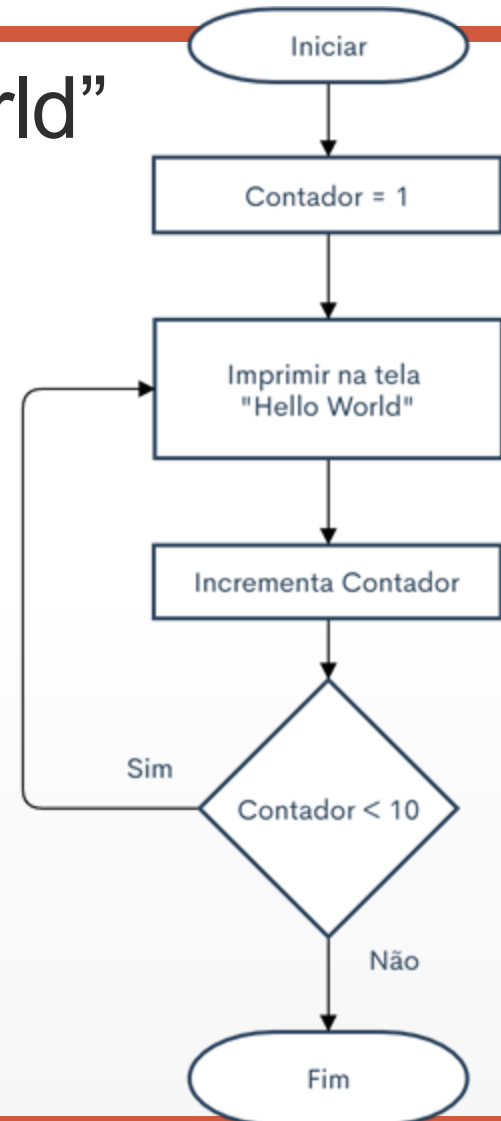 rld”
Iniciar
Contador = 1
Imprimir na tela
"Hello World"
Incrementa Contador
Sim
Contador < 10
Não
Fim